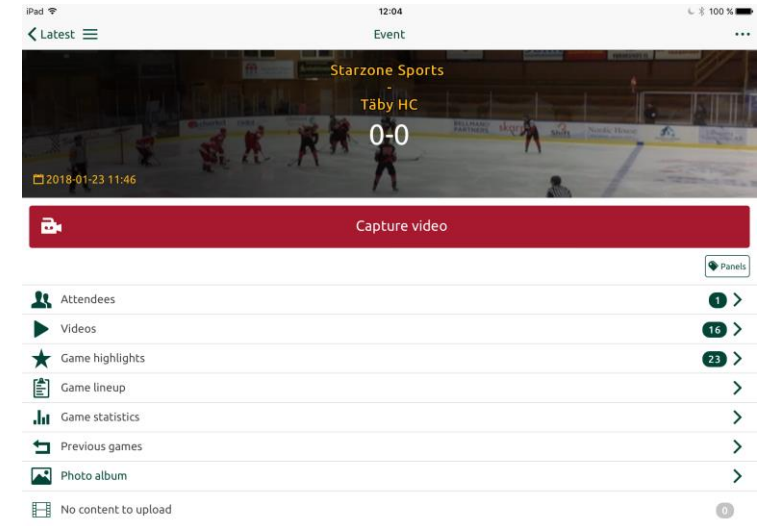 iPad 12:04 100 %
Latest Event ...
Starzone Sports
-
Täby HC
0-0
2018-01-23 11:46
Capture video
Panels
Attendees 1
Videos 16
Game highlights 23
Game lineup
Game statistics
Previous games
Photo album
No content to upload 0